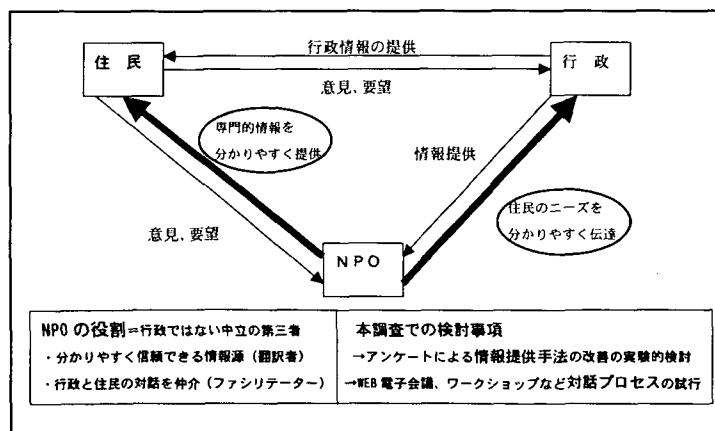 行政情報の提供
住 民
行 政
意見、要望
専門的情報を
分かりやすく提供
情報提供
住民のニーズを
分かりやすく伝達
意見、要望
NPO
NPOの役割=行政ではない中立の第三者
・分かりやすく信頼できる情報源(翻訳者)
・行政と住民の対話を仲介(ファシリテーター)
本調査での検討事項
→アンケートによる情報提供手法の改善の実験的検討
→WEB電子会議、ワークショップなど対話プロセスの試行